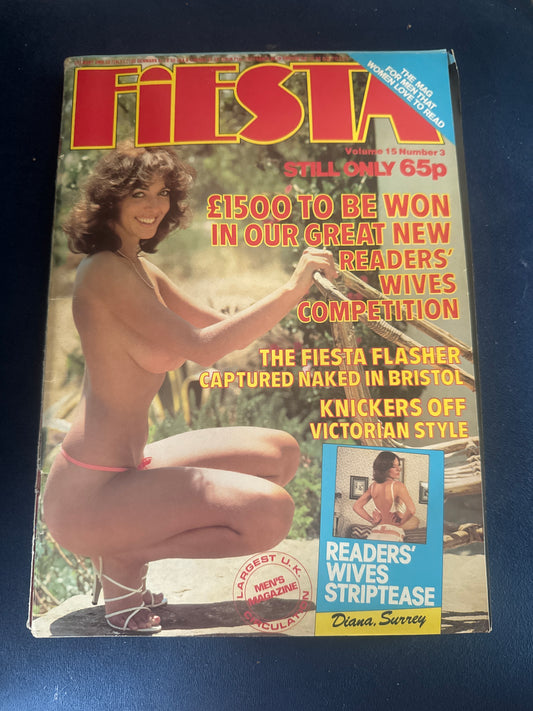 FiESTA
THE MAG
FOR MEN THAT
WOMEN LOVE TO READ
Volume 15 Number 3
STILL ONLY 65p
£1500 TO BE WON
IN OUR GREAT NEW
READERS'
WIVES
COMPETITION
THE FIESTA FLASHER
CAPTURED NAKED IN BRISTOL
KNICKERS OFF
VICTORIAN STYLE
LARGEST U.K.
MEN'S
MAGAZINE
CIRCULATION
READERS'
WIVES
STRIPTEASE
Diana, Surrey